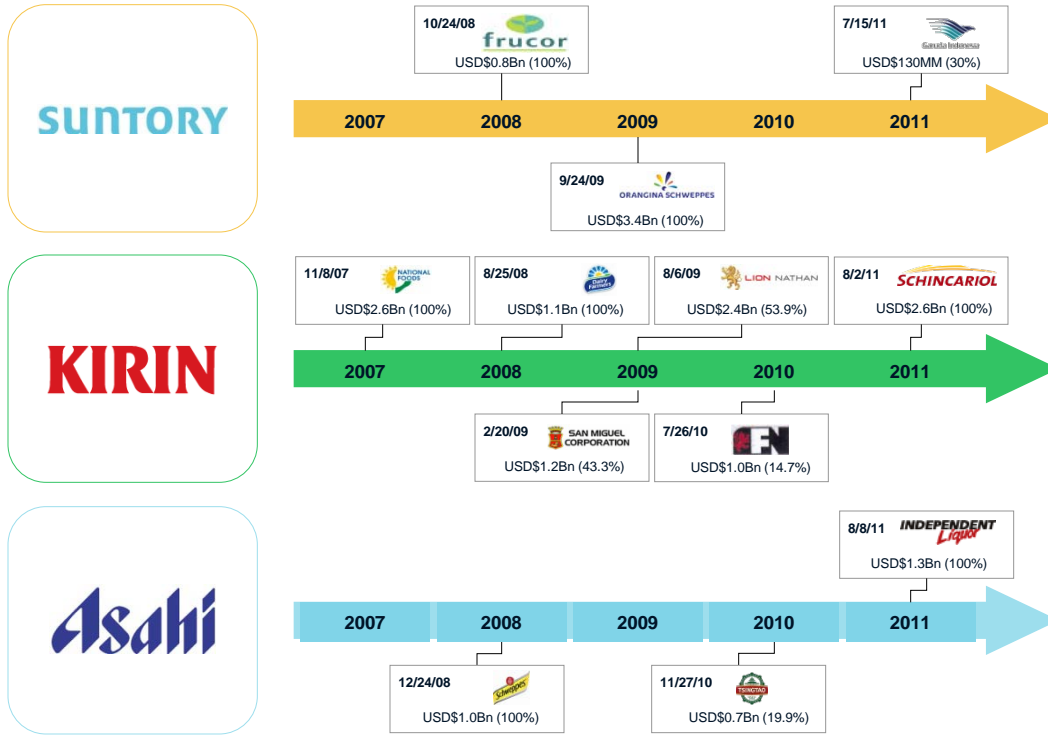 10/24/08
frucor
USD$0.8Bn (100%)
7/15/11
Garuda Indonesia
USD$130MM (30%)
SUNTORY
2007 2008 2009 2010 2011
9/24/09
ORANGINA SCHWEPPES
USD$3.4Bn (100%)
11/8/07
NATIONAL
FOODS
USD$2.6Bn (100%)
8/25/08
Dairy
Farmers
USD$1.1Bn (100%)
8/6/09
LION NATHAN
USD$2.4Bn (53.9%)
8/2/11
SCHINCARIOL
USD$2.6Bn (100%)
KIRIN
2007 2008 2009 2010 2011
2/20/09
SAN MIGUEL
CORPORATION
USD$1.2Bn (43.3%)
7/26/10
FN
USD$1.0Bn (14.7%)
8/8/11
INDEPENDENT
Liquor
USD$1.3Bn (100%)
Asahi
2007 2008 2009 2010 2011
12/24/08
Schweppes
USD$1.0Bn (100%)
11/27/10
TSINGTAO
USD$0.7Bn (19.9%)